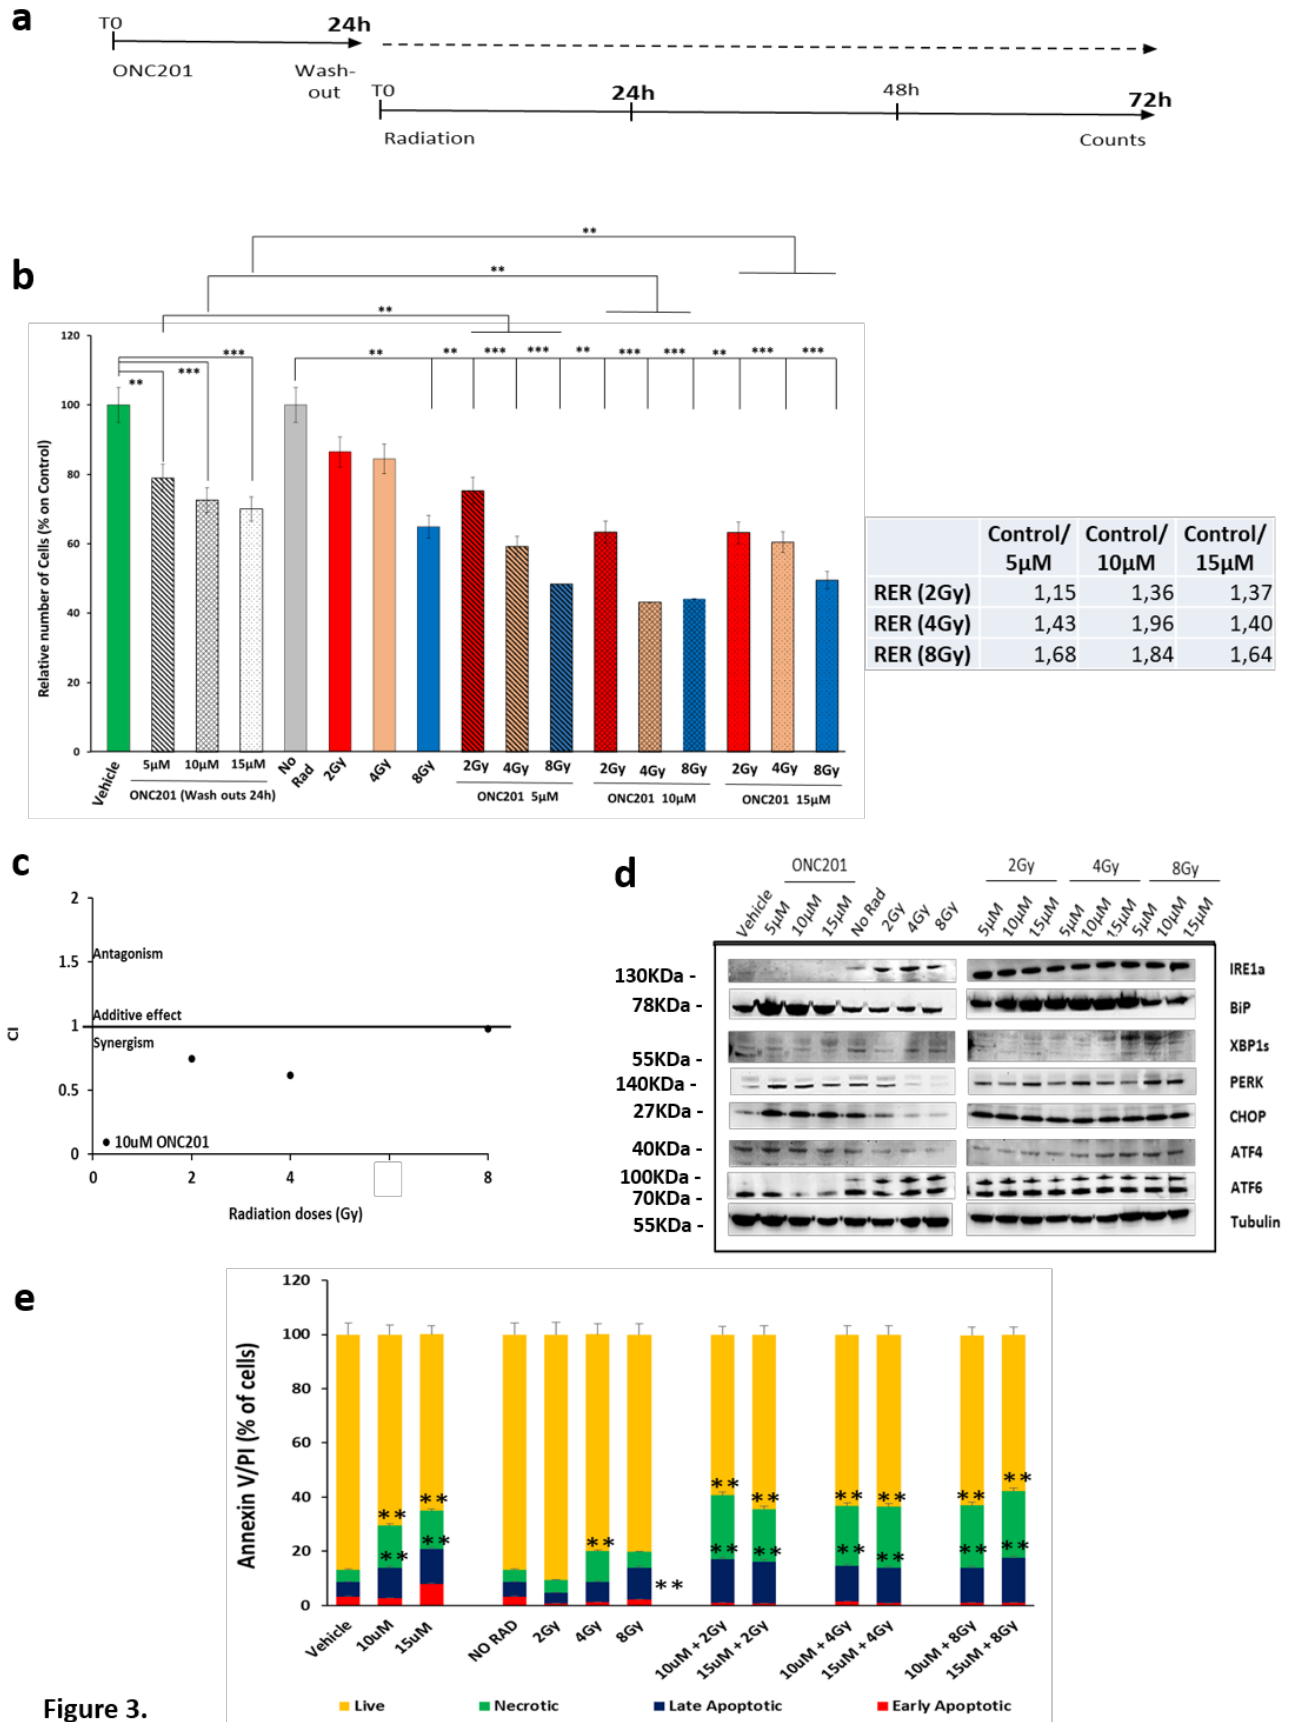 a
T0
24h
ONC201
Wash-
out
T0
24h
48h
72h
Radiation
Counts
b
**
**
**
**
***
***
** ** *** *** ** *** *** ** *** ***
Relative number of Cells (% on Control)
120
100
80
60
40
20
0
Vehicle
5µM 10µM 15µM
ONC201 (Wash outs 24h)
No
Rad
2Gy
4Gy
8Gy
2Gy 4Gy 8Gy
ONC201 5µM
2Gy 4Gy 8Gy
ONC201 10µM
2Gy 4Gy 8Gy
ONC201 15µM
Control/ Control/ Control/
5µM 10µM 15µM
RER (2Gy) 1,15 1,36 1,37
RER (4Gy) 1,43 1,96 1,40
RER (8Gy) 1,68 1,84 1,64
c
CI
2
Antagonism
1.5
Additive effect
1
Synergism
0.5
10uM ONC201
0
0 2 4 8
Radiation doses (Gy)
d
ONC201
2Gy 4Gy 8Gy
Vehicle 5µM 10µM 15µM No Rad 2Gy 4Gy 8Gy
5µM 10µM 15µM 5µM 10µM 15µM 5µM 10µM 15µM
130KDa - IRE1a
78KDa - BiP
XBP1s
55KDa -
140KDa - PERK
27KDa - CHOP
40KDa - ATF4
100KDa - ATF6
70KDa -
55KDa - Tubulin
e
Annexin V/PI (% of cells)
120
100
80
60
40
20
0
** ** ** ** ** ** ** ** ** ** ** ** ** ** ** ** ** **
Vehicle 10uM 15uM NO RAD 2Gy 4Gy 8Gy 10uM + 2Gy 15uM + 2Gy 10uM + 4Gy 15uM + 4Gy 10uM + 8Gy 15uM + 8Gy
Live Necrotic Late Apoptotic Early Apoptotic
Figure 3.